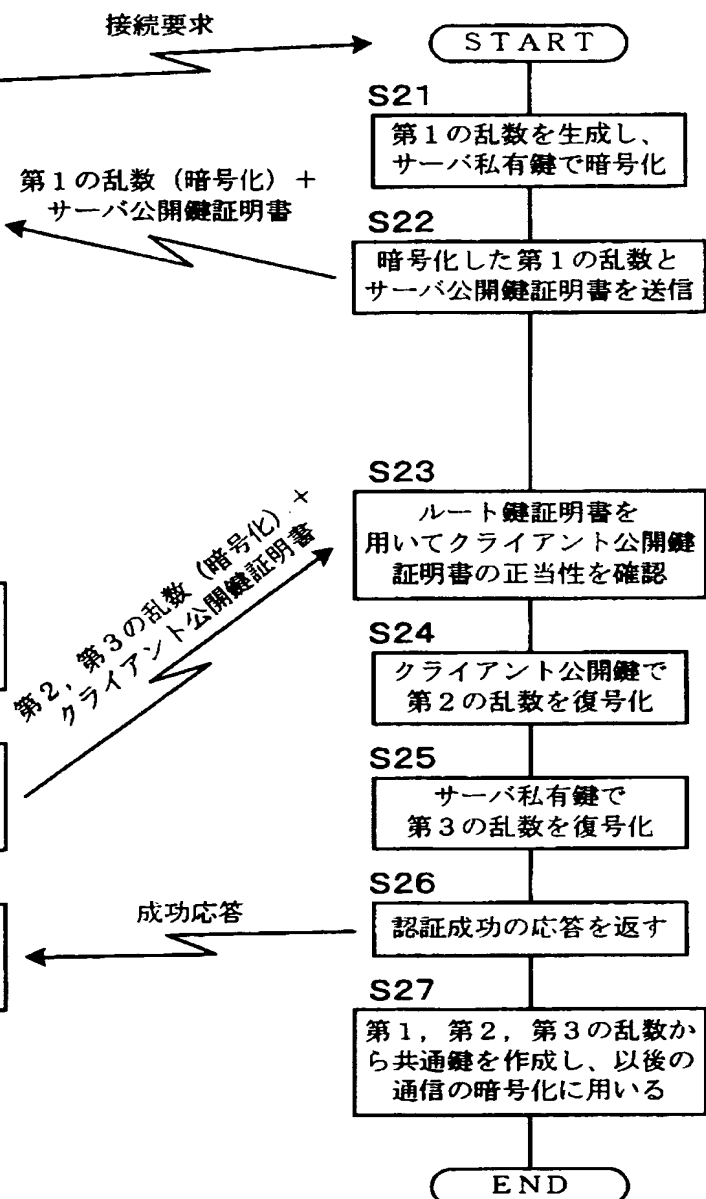 接続要求
START
S21
第1の乱数を生成し、
サーバ私有鍵で暗号化
第1の乱数(暗号化)+
サーバ公開鍵証明書
S22
暗号化した第1の乱数と
サーバ公開鍵証明書を送信
S23
ルート鍵証明書を
用いてクライアント公開鍵
証明書の正当性を確認
第2,第3の乱数(暗号化)+
クライアント公開鍵証明書
S24
クライアント公開鍵で
第2の乱数を復号化
S25
サーバ私有鍵で
第3の乱数を復号化
S26
成功応答
認証成功の応答を返す
S27
第1,第2,第3の乱数か
ら共通鍵を作成し、以後の
通信の暗号化に用いる
END